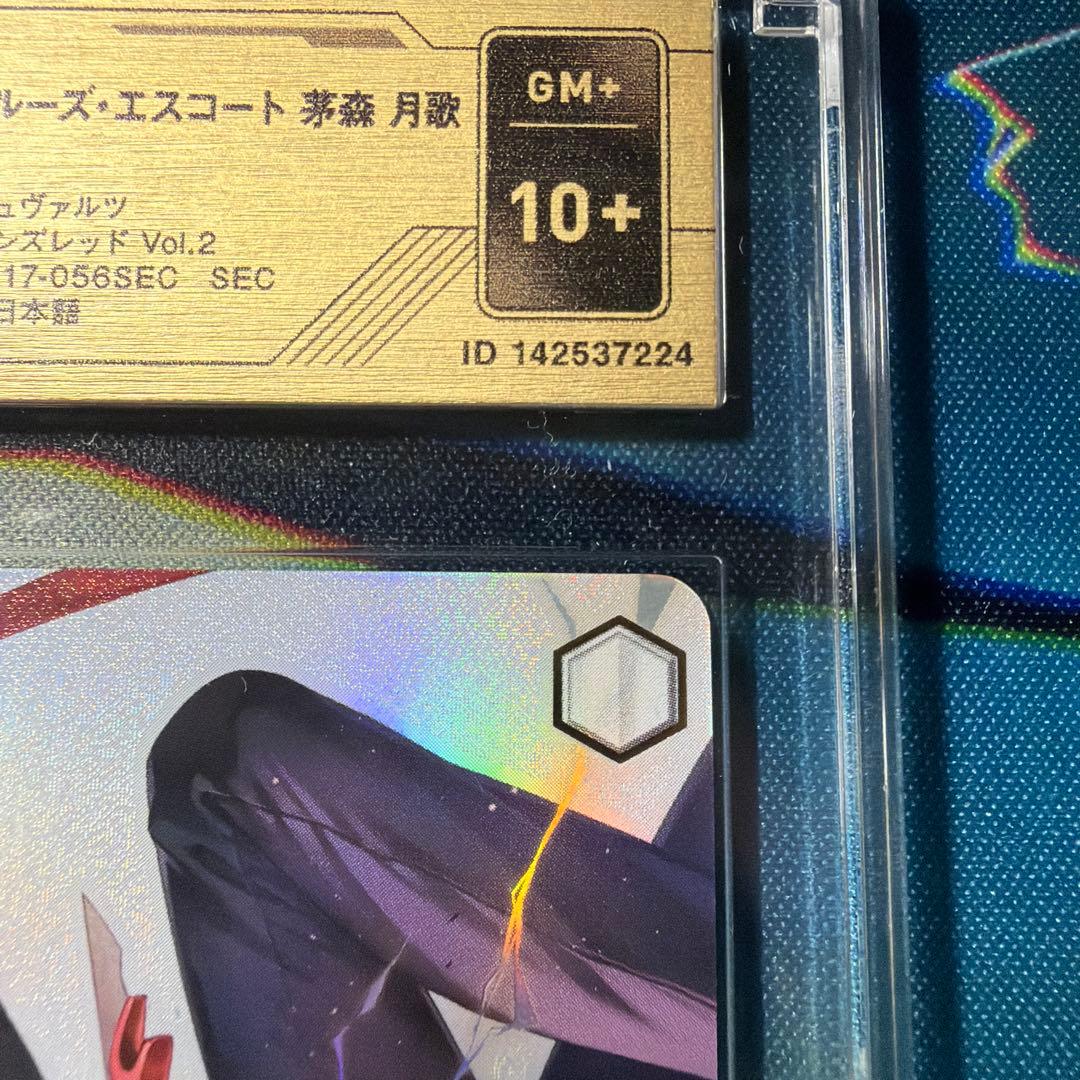 ルーズ・エスコート 茅森 月歌
GM+
10+
ュヴァルツ
ンズレッド Vol.2
17-056SEC SEC
日本語
ID 142537224